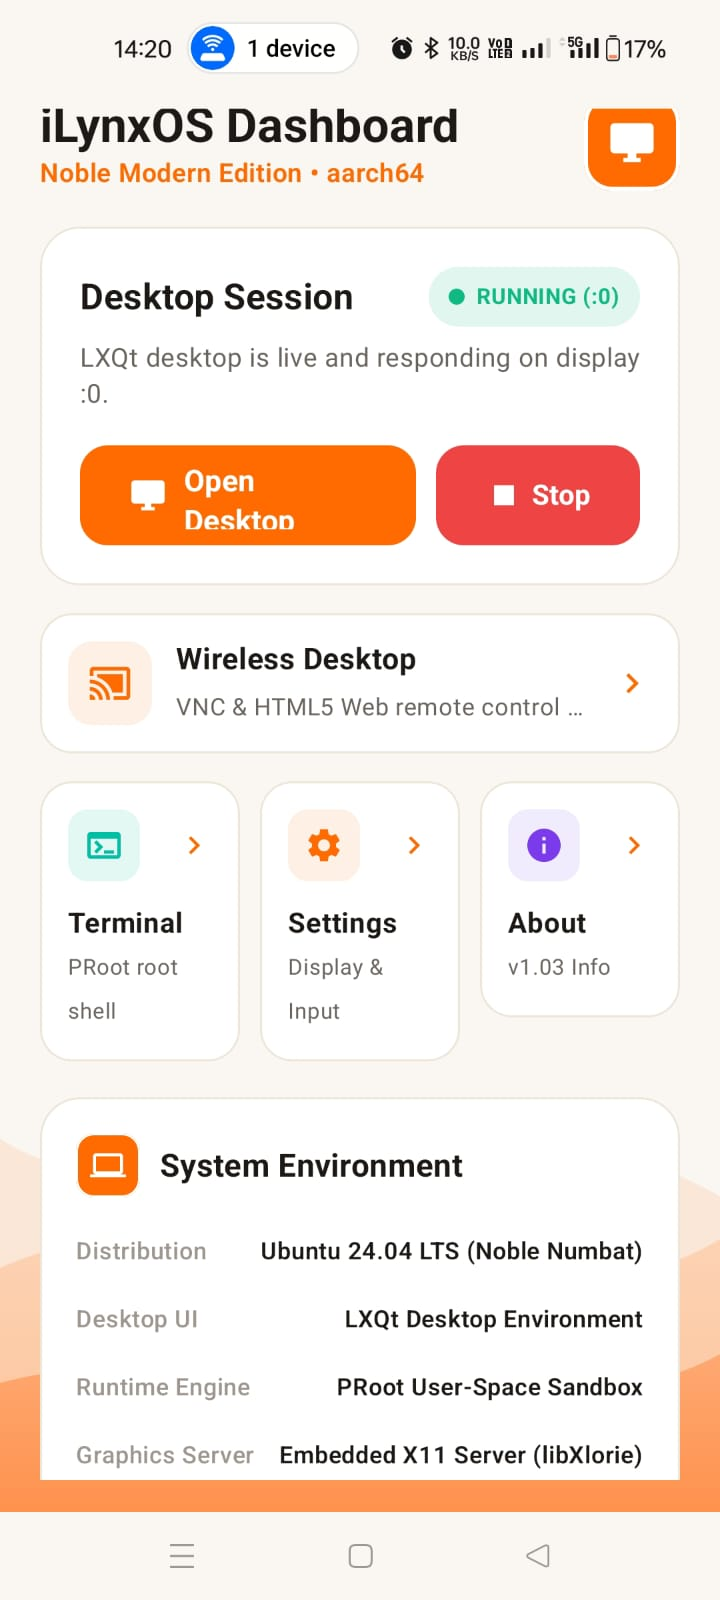 14:20
1 device
10.0 KB/S
VoD LTE2
5G
17%
iLynxOS Dashboard
Noble Modern Edition • aarch64
Desktop Session
RUNNING (:0)
LXQt desktop is live and responding on display
:0.
Open
Desktop
Stop
Wireless Desktop
VNC & HTML5 Web remote control ...
Terminal
PRoot root
shell
Settings
Display &
Input
About
v1.03 Info
System Environment
Distribution Ubuntu 24.04 LTS (Noble Numbat)
Desktop UI LXQt Desktop Environment
Runtime Engine PRoot User-Space Sandbox
Graphics Server Embedded X11 Server (libXlorie)